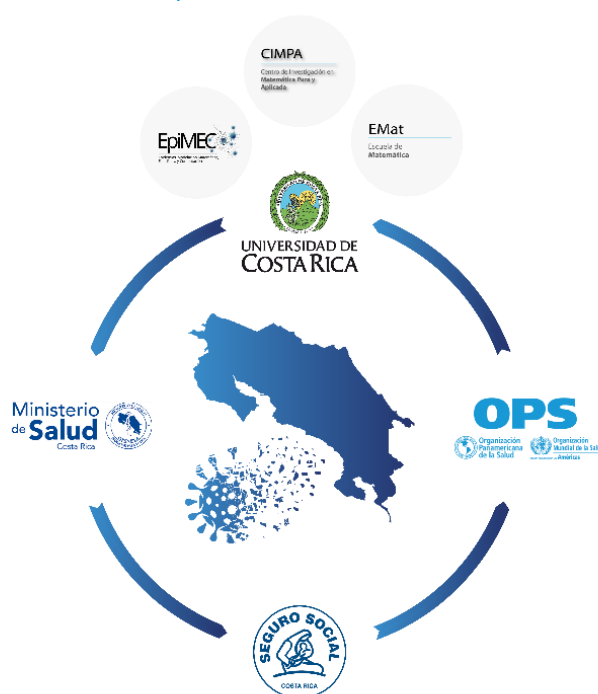 CIMPA
Centro de Investigación en
Matemática Pura y
Aplicada
EpiMEC
EMat
Escuela de
Matemática
UNIVERSIDAD DE
COSTA RICA
Ministerio
de Salud
Costa Rica
OPS
Organización
Panamericana
de la Salud
Organización
Mundial de la Salu
Américas
SEGURO SOCIAL
COSTA RICA